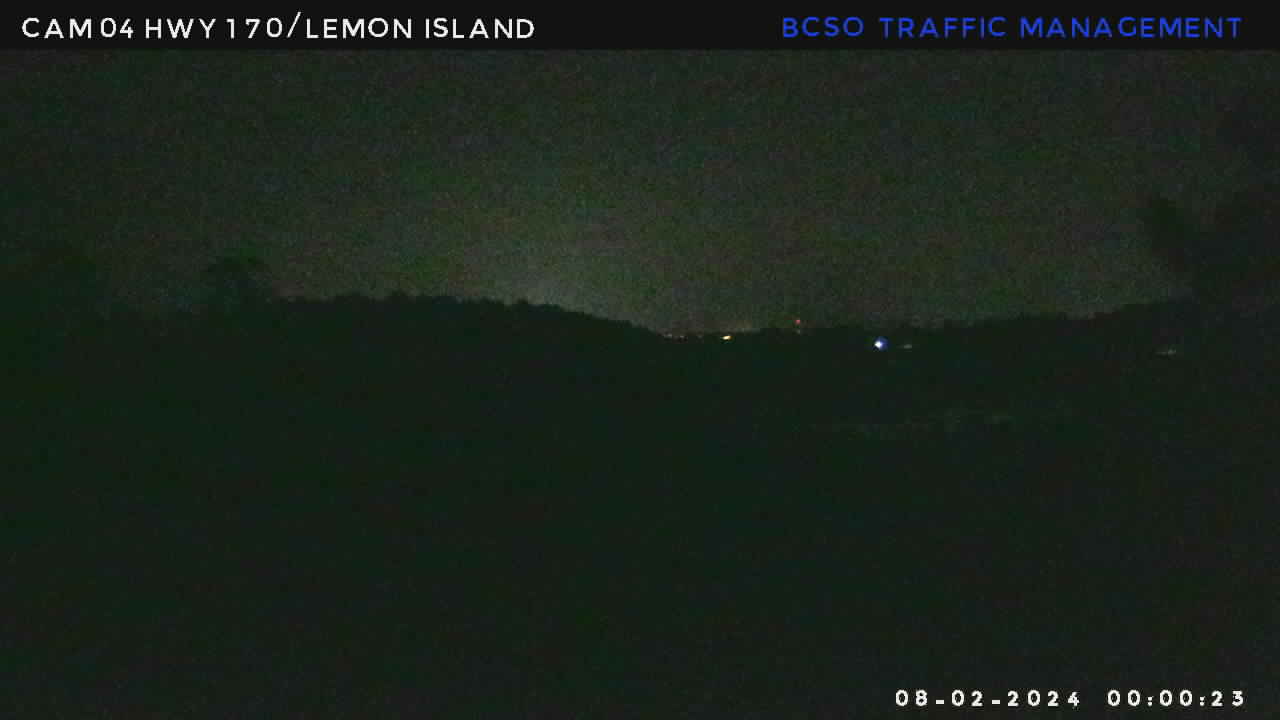 CAM04 HWY 170/LEMON ISLAND
BCSO TRAFFIC MANAGEMENT
08-02-2024 00:00:23